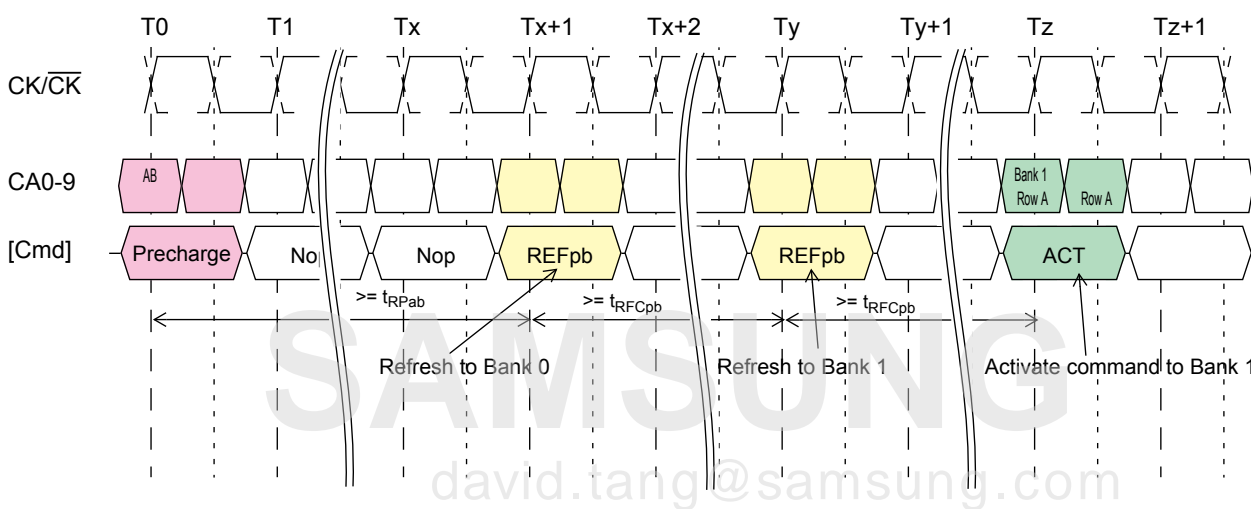 T0 T1 Tx Tx+1 Tx+2 Ty Ty+1 Tz Tz+1
CK/CK
CA0-9
AB
Bank 1
Row A
Row A
[Cmd]
Precharge
Nop
Nop
REFpb
REFpb
ACT
>= tRPab
>= tRFCpb
>= tRFCpb
Refresh to Bank 0
Refresh to Bank 1
Activate command to Bank 1
SAMSUNG
david.tang@samsung.com